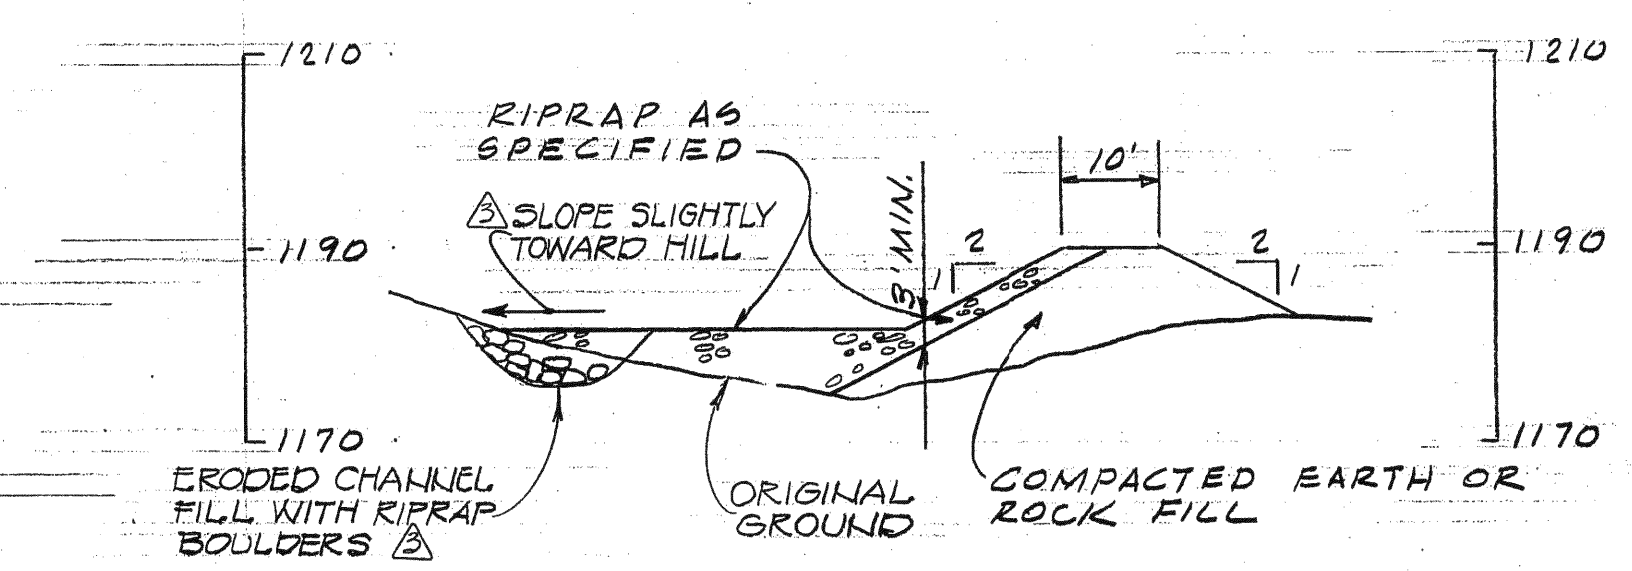 1210
1210
RIPRAP AS
SPECIFIED
10'
3' MIN.
3 SLOPE SLIGHTLY
TOWARD HILL
1190
2
1
2
1
1190
1170
1170
ERODED CHANNEL
FILL WITH RIPRAP
BOULDERS 3
ORIGINAL
GROUND
COMPACTED EARTH OR
ROCK FILL